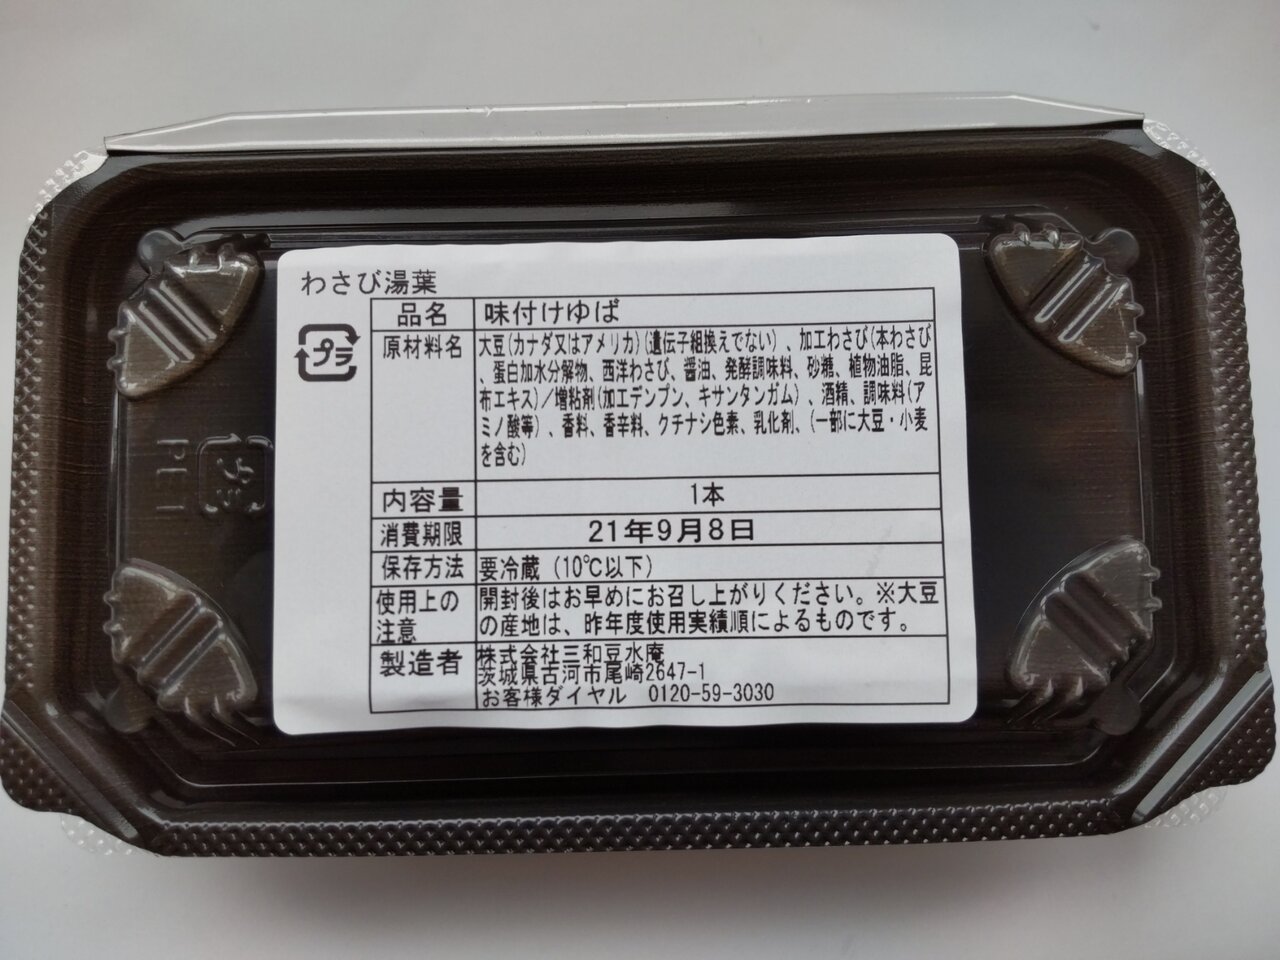 わさび湯葉
プラ
品名 味付けゆば
原材料名 大豆(カナダ又はアメリカ)(遺伝子組換えでない)、加工わさび(本わさび
、蛋白加水分解物、西洋わさび、醤油、発酵調味料、砂糖、植物油脂、昆
布エキス)/増粘剤(加工デンプン、キサンタンガム)、酒精、調味料(ア
ミノ酸等)、香料、香辛料、クチナシ色素、乳化剤、(一部に大豆・小麦
を含む)
内容量 1本
消費期限 21年9月8日
保存方法 要冷蔵(10℃以下)
使用上の注意 開封後はお早めにお召し上がりください。※大豆
の産地は、昨年度使用実績順によるものです。
製造者 株式会社三和豆水庵
茨城県古河市尾崎2647-1
お客様ダイヤル 0120-59-3030
プラ
PET